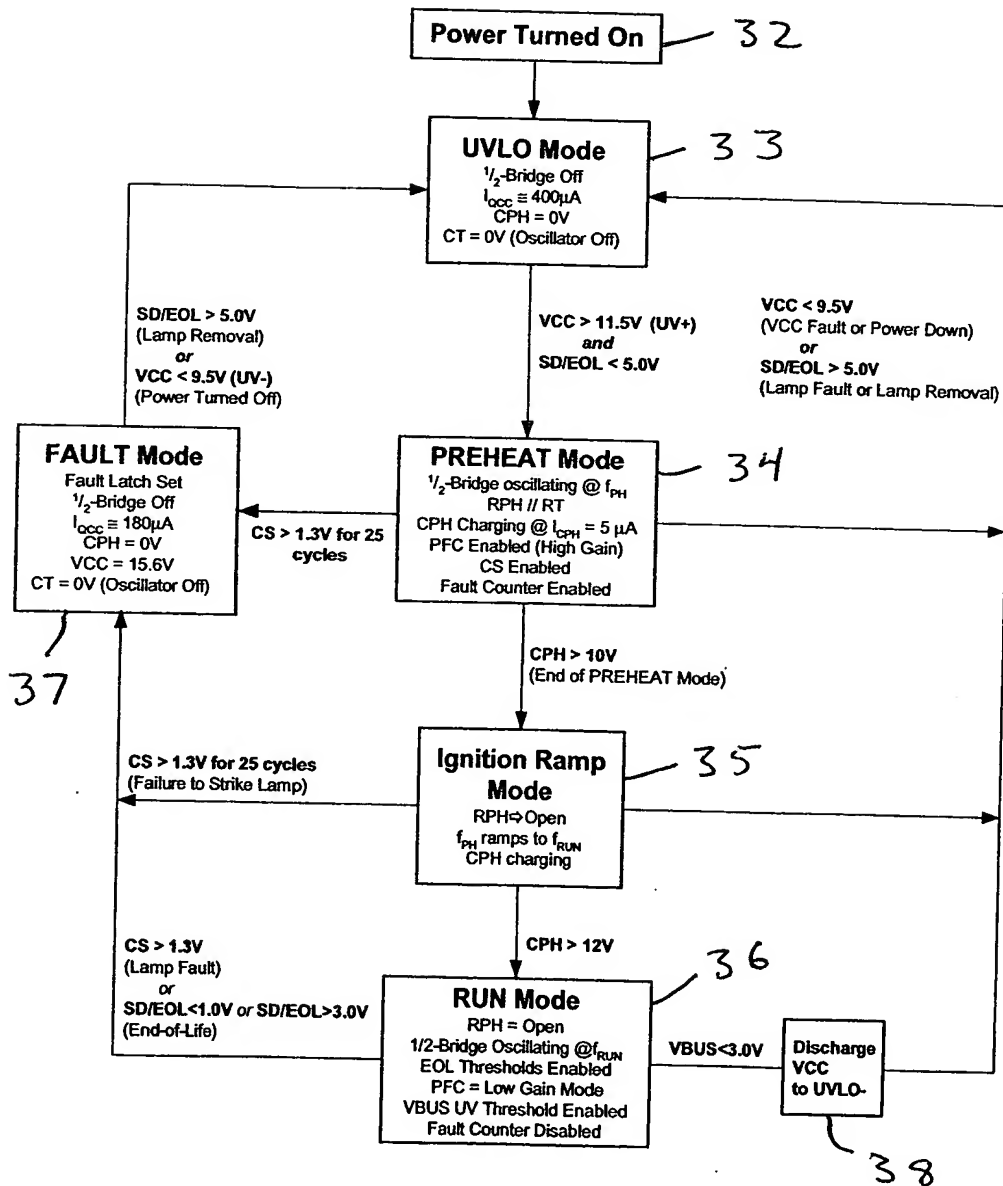 Power Turned On
32
UVLO Mode
33
1/2-Bridge Off
IQCC ≅ 400µA
CPH = 0V
CT = 0V (Oscillator Off)
SD/EOL > 5.0V
(Lamp Removal)
or
VCC < 9.5V (UV-)
(Power Turned Off)
VCC > 11.5V (UV+)
and
SD/EOL < 5.0V
VCC < 9.5V
(VCC Fault or Power Down)
or
SD/EOL > 5.0V
(Lamp Fault or Lamp Removal)
FAULT Mode
Fault Latch Set
1/2-Bridge Off
IQCC ≅ 180µA
CPH = 0V
VCC = 15.6V
CT = 0V (Oscillator Off)
37
CS > 1.3V for 25
cycles
PREHEAT Mode
34
1/2-Bridge oscillating @ fPH
RPH // RT
CPH Charging @ ICPH = 5 µA
PFC Enabled (High Gain)
CS Enabled
Fault Counter Enabled
CPH > 10V
(End of PREHEAT Mode)
CS > 1.3V for 25 cycles
(Failure to Strike Lamp)
Ignition Ramp
Mode
35
RPH⇨Open
fPH ramps to fRUN
CPH charging
CPH > 12V
CS > 1.3V
(Lamp Fault)
or
SD/EOL<1.0V or SD/EOL>3.0V
(End-of-Life)
RUN Mode
36
RPH = Open
1/2-Bridge Oscillating @fRUN
EOL Thresholds Enabled
PFC = Low Gain Mode
VBUS UV Threshold Enabled
Fault Counter Disabled
VBUS<3.0V
Discharge
VCC
to UVLO-
38